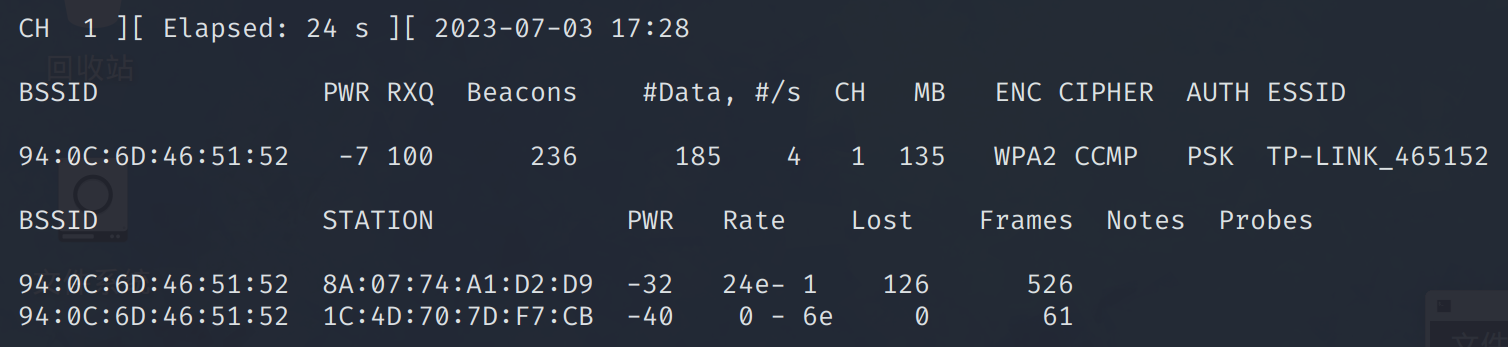 CH  1 ][ Elapsed: 24 s ][ 2023-07-03 17:28
回收站
BSSID              PWR RXQ  Beacons    #Data, #/s  CH   MB   ENC CIPHER  AUTH ESSID
94:0C:6D:46:51:52   -7 100      236      185    4   1  135   WPA2 CCMP   PSK  TP-LINK_465152
BSSID              STATION            PWR   Rate    Lost    Frames  Notes  Probes
94:0C:6D:46:51:52  8A:07:74:A1:D2:D9  -32   24e- 1    126      526
94:0C:6D:46:51:52  1C:4D:70:7D:F7:CB  -40    0 - 6e     0       61